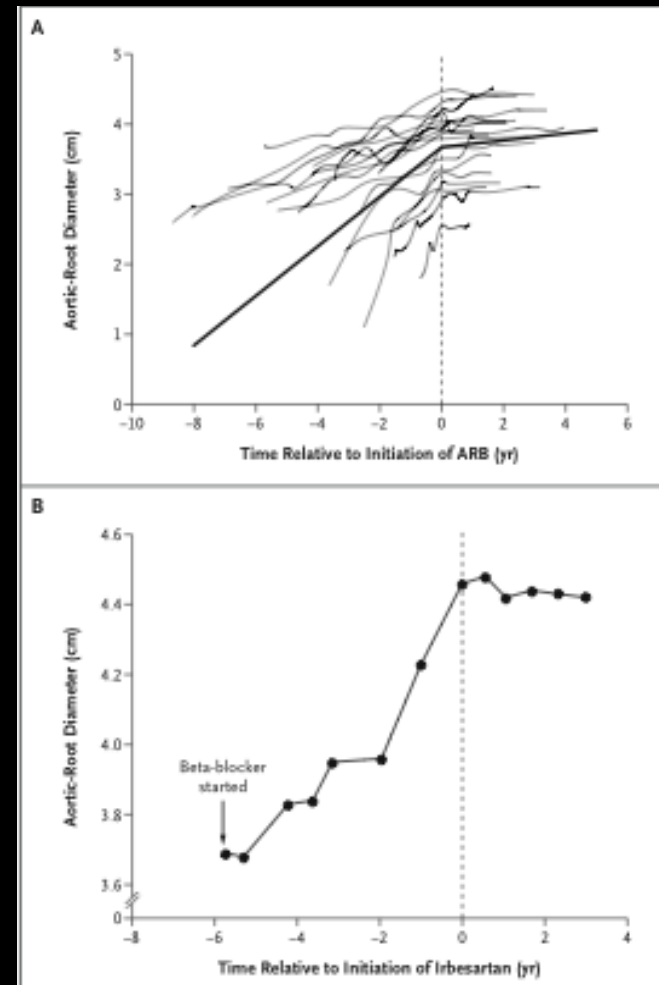 A
5
4
3
2
1
0
Aortic-Root Diameter (cm)
−10 −8 −6 −4 −2 0 2 4 6
Time Relative to Initiation of ARB (yr)
B
4.6
4.4
4.2
4.0
3.8
3.6
0
Aortic-Root Diameter (cm)
Beta-blocker
started
−8 −6 −4 −2 0 2 4
Time Relative to Initiation of Irbesartan (yr)